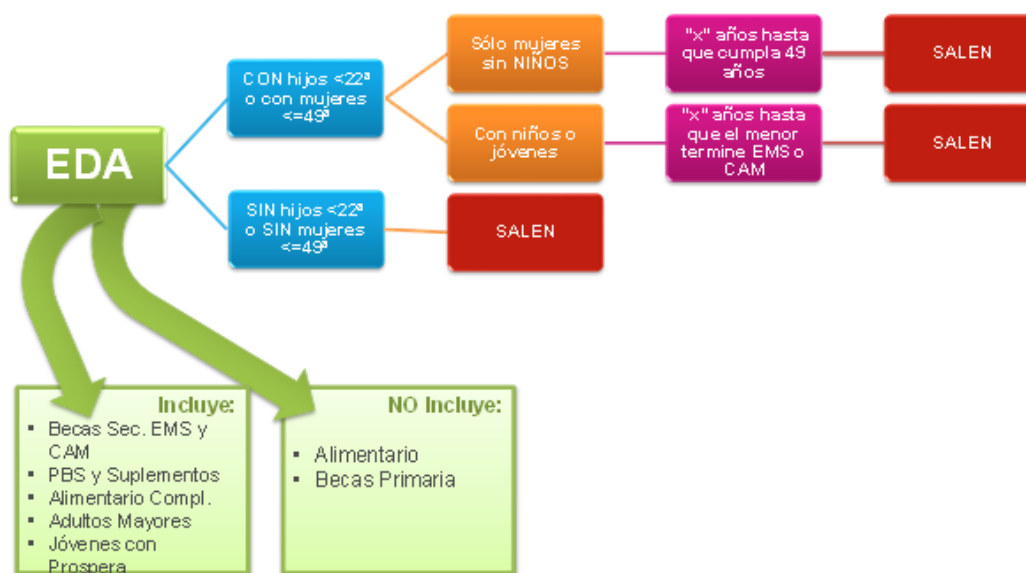 EDA
CON hijos <22ª
o con mujeres
<=49ª
Sólo mujeres
sin NIÑOS
"x" años hasta
que cumpla 49
años
SALEN
Con niños o
jóvenes
"x" años hasta
que el menor
termine EMS o
CAM
SALEN
SIN hijos <22ª
o SIN mujeres
<=49ª
SALEN
Incluye:
▪ Becas Sec. EMS y
CAM
▪ PBS y Suplementos
▪ Alimentario Compl.
▪ Adultos Mayores
▪ Jóvenes con
Prospera
NO Incluye:
▪ Alimentario
▪ Becas Primaria